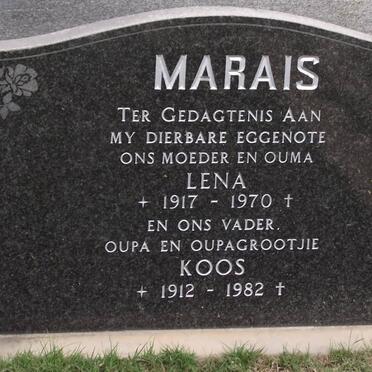 MARAIS
TER GEDAGTENIS AAN
MY DIERBARE EGGENOTE
ONS MOEDER EN OUMA
LENA
+ 1917 - 1970 †
EN ONS VADER.
OUPA EN OUPAGROOTJIE
KOOS
+ 1912 - 1982 †